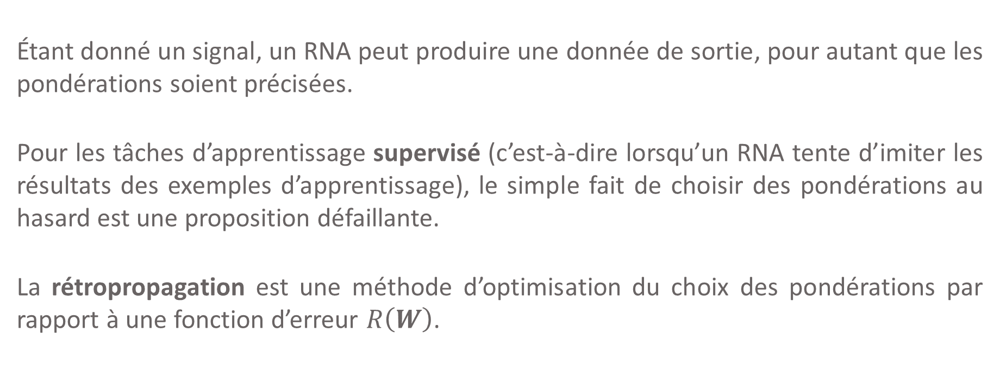 Étant donné un signal, un RNA peut produire une donnée de sortie, pour autant que les
pondérations soient précisées.
Pour les tâches d’apprentissage supervisé (c’est-à-dire lorsqu’un RNA tente d’imiter les
résultats des exemples d’apprentissage), le simple fait de choisir des pondérations au
hasard est une proposition défaillante.
La rétropropagation est une méthode d’optimisation du choix des pondérations par
rapport à une fonction d’erreur R(W).